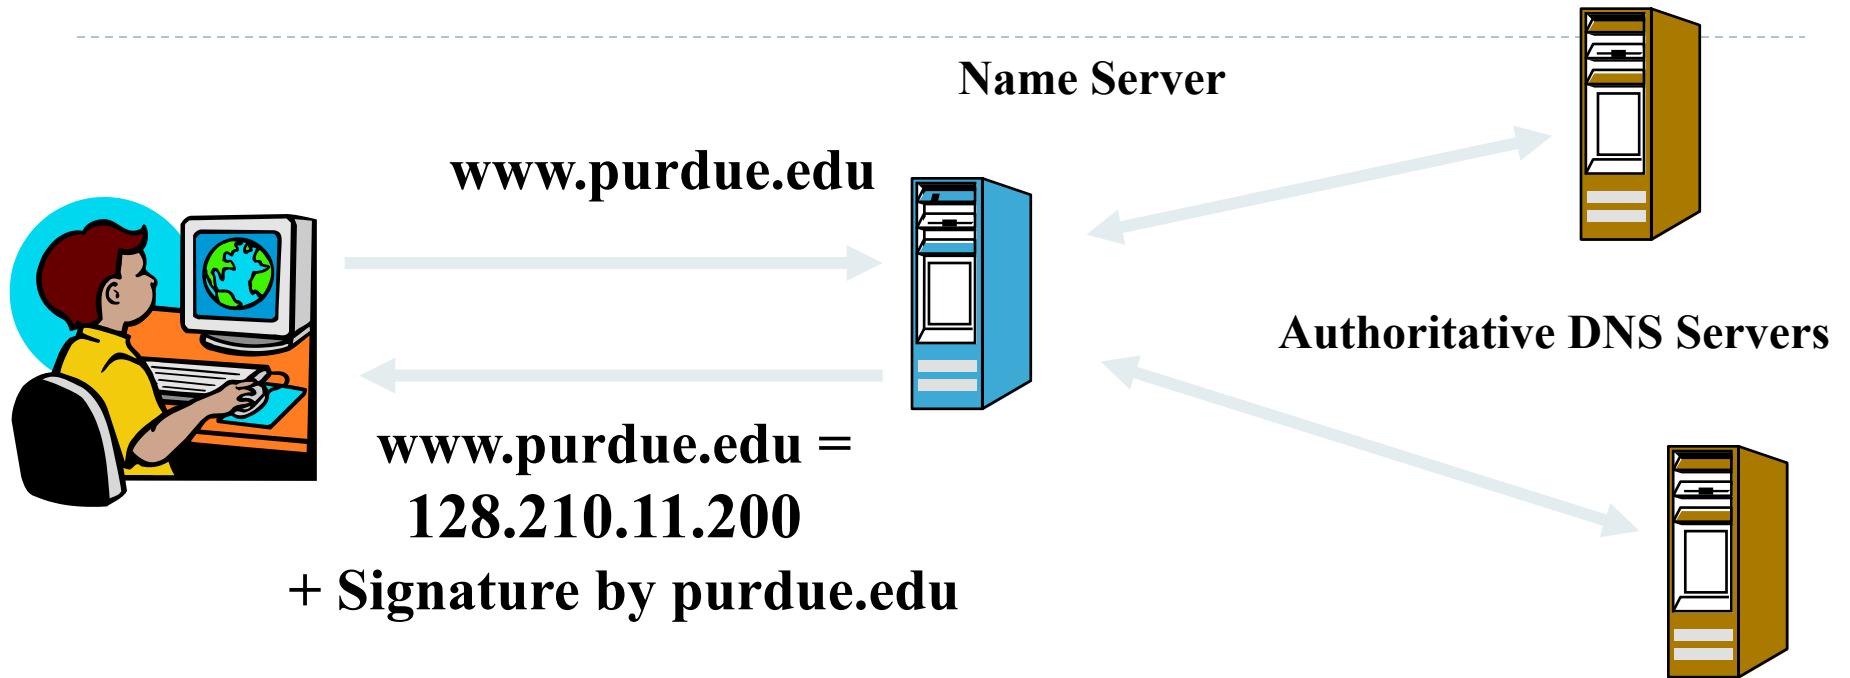 Name Server
www.purdue.edu
Authoritative DNS Servers
www.purdue.edu =
128.210.11.200
+ Signature by purdue.edu